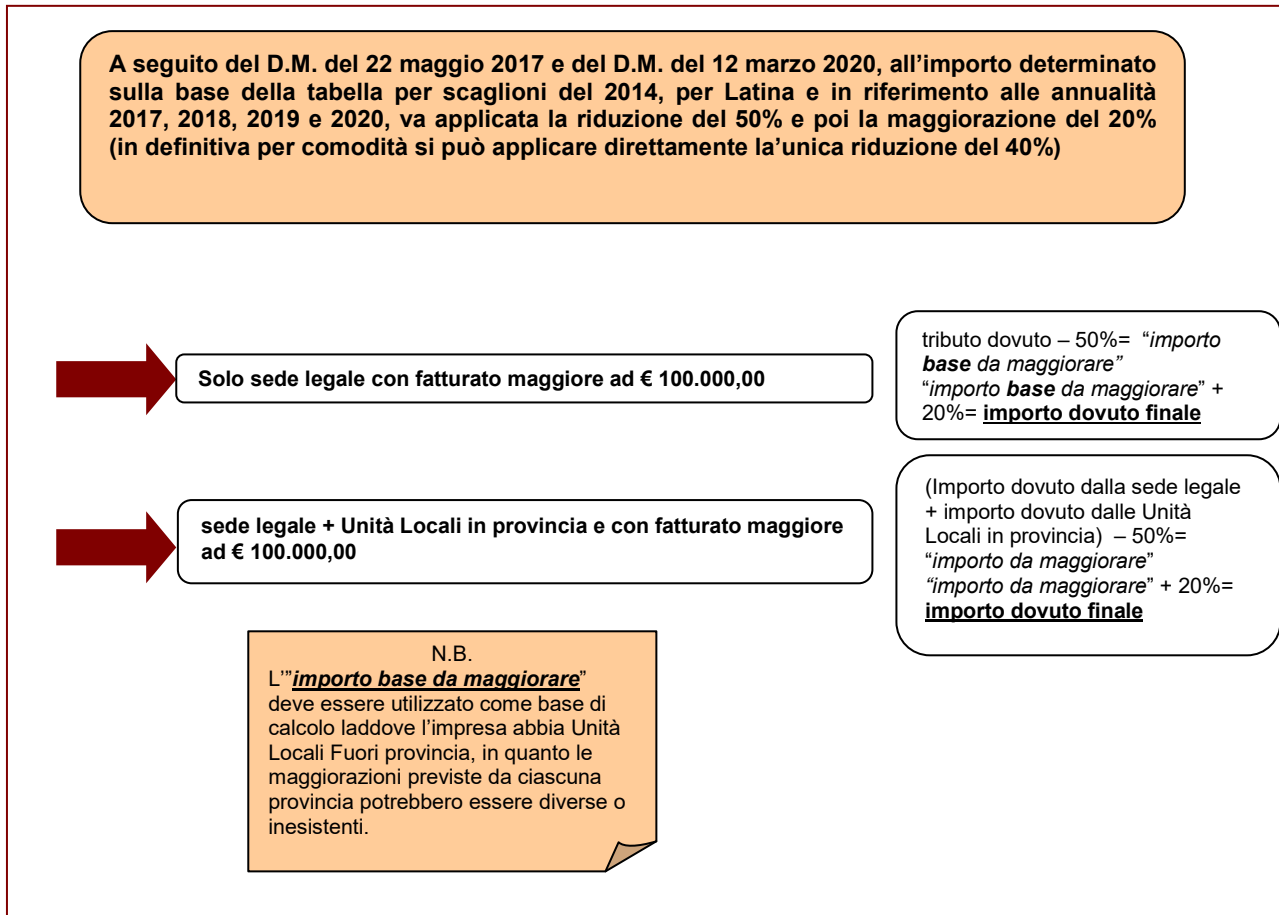 A seguito del D.M. del 22 maggio 2017 e del D.M. del 12 marzo 2020, all’importo determinato
sulla base della tabella per scaglioni del 2014, per Latina e in riferimento alle annualità
2017, 2018, 2019 e 2020, va applicata la riduzione del 50% e poi la maggiorazione del 20%
(in definitiva per comodità si può applicare direttamente la’unica riduzione del 40%)
Solo sede legale con fatturato maggiore ad € 100.000,00
tributo dovuto – 50%= “importo
base da maggiorare”
“importo base da maggiorare” +
20%= importo dovuto finale
sede legale + Unità Locali in provincia e con fatturato maggiore
ad € 100.000,00
(Importo dovuto dalla sede legale
+ importo dovuto dalle Unità
Locali in provincia) – 50%=
“importo da maggiorare”
“importo da maggiorare” + 20%=
importo dovuto finale
N.B.
L’”importo base da maggiorare”
deve essere utilizzato come base di
calcolo laddove l’impresa abbia Unità
Locali Fuori provincia, in quanto le
maggiorazioni previste da ciascuna
provincia potrebbero essere diverse o
inesistenti.